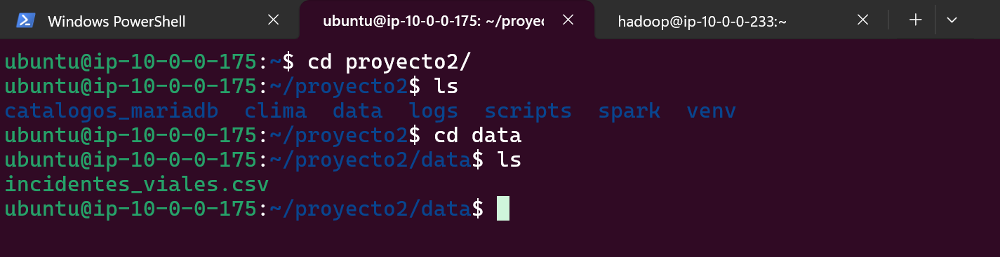 Windows PowerShell
ubuntu@ip-10-0-0-175: ~/proye
hadoop@ip-10-0-0-233:~
ubuntu@ip-10-0-0-175:~$ cd proyecto2/
ubuntu@ip-10-0-0-175:~/proyecto2$ ls
catalogos_mariadb  clima  data  logs  scripts  spark  venv
ubuntu@ip-10-0-0-175:~/proyecto2$ cd data
ubuntu@ip-10-0-0-175:~/proyecto2/data$ ls
incidentes_viales.csv
ubuntu@ip-10-0-0-175:~/proyecto2/data$